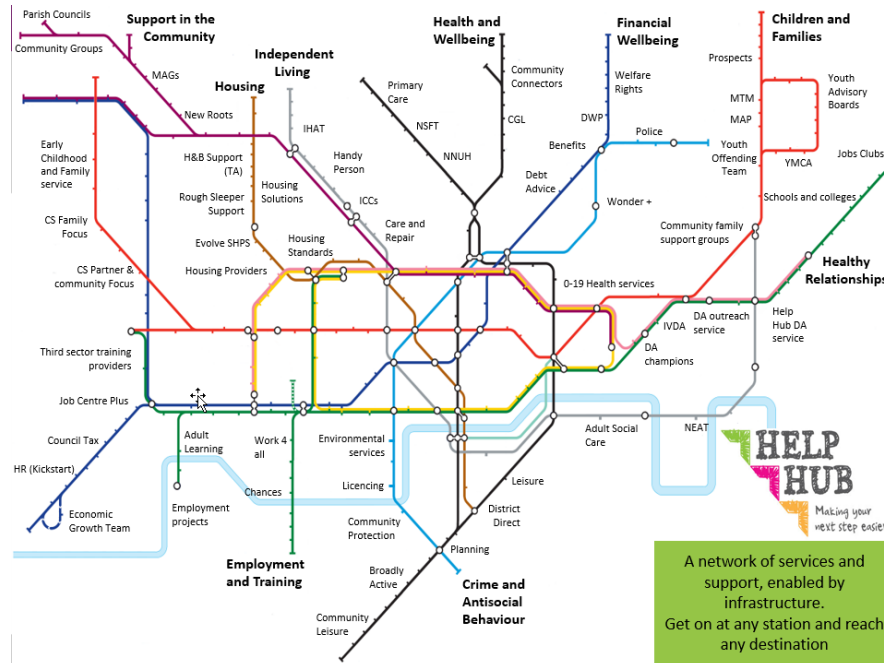 Parish Councils
Community Groups
Support in the
Community
MAGs
New Roots
Independent
Living
IHAT
Handy
Person
ICCs
Care and
Repair
Housing
H&B Support
(TA)
Housing
Solutions
Rough Sleeper
Support
Evolve SHPS
Housing
Standards
Housing Providers
Health and
Wellbeing
Primary
Care
NSFT
NNUH
Community
Connectors
CGL
Financial
Wellbeing
Welfare
Rights
DWP
Benefits
Debt
Advice
Police
Wonder +
Children and
Families
Prospects
MTM
MAP
Youth
Offending
Team
Youth
Advisory
Boards
YMCA
Jobs Clubs
Schools and colleges
Community family
support groups
Healthy
Relationships
0-19 Health services
IVDA
DA outreach
service
Help
Hub DA
service
DA
champions
Early
Childhood
and Family
service
CS Family
Focus
CS Partner &
community Focus
Third sector training
providers
Job Centre Plus
Council Tax
HR (Kickstart)
Economic
Growth Team
Adult
Learning
Employment
projects
Work 4
all
Chances
Employment
and Training
Environmental
services
Licencing
Community
Protection
Broadly
Active
Community
Leisure
Planning
Crime and
Antisocial
Behaviour
Leisure
District
Direct
Adult Social
Care
NEAT
HELP
HUB
Making your
next step easier
A network of services and
support, enabled by
infrastructure.
Get on at any station and reach
any destination